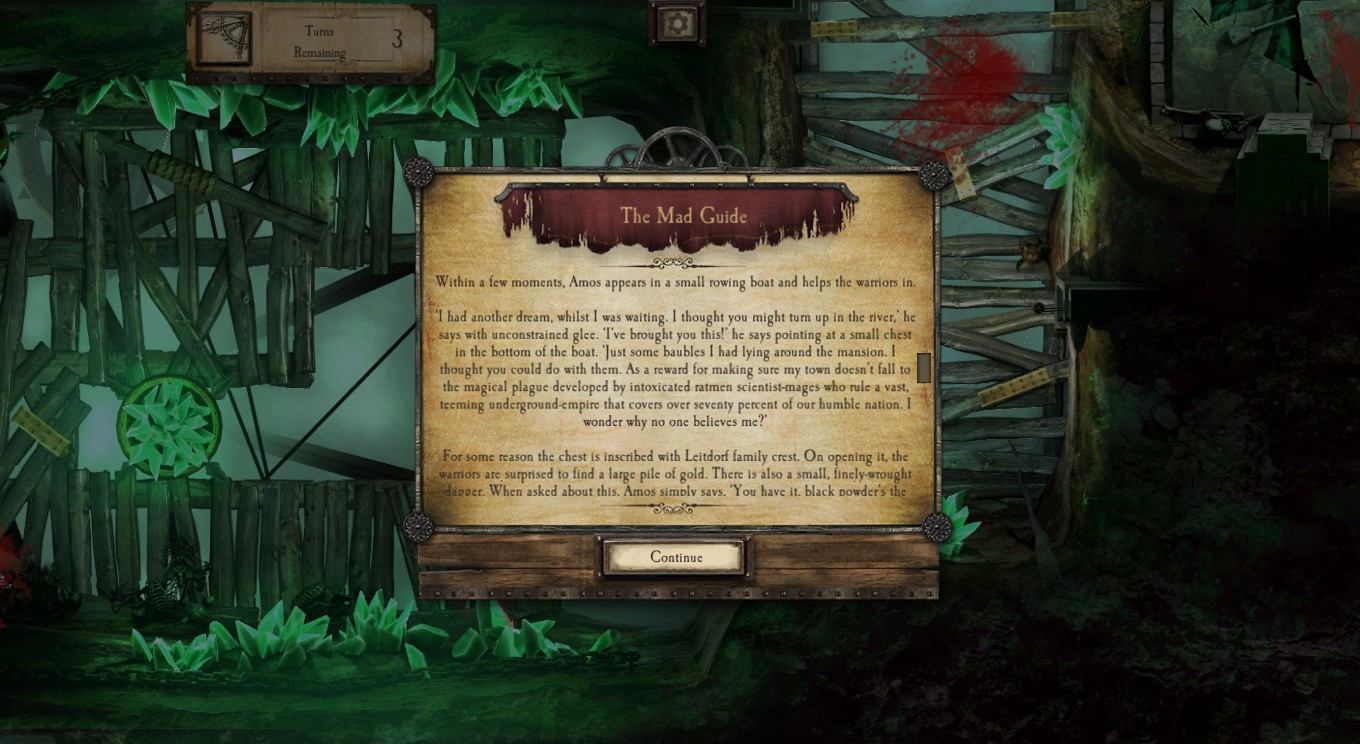 Turns
Remaining
3
The Mad Guide
Within a few moments, Amos appears in a small rowing boat and helps the warriors in.
'I had another dream, whilst I was waiting. I thought you might turn up in the river,' he
says with unconstrained glee. 'I've brought you this!' he says pointing at a small chest
in the bottom of the boat. 'Just some baubles I had lying around the mansion. I
thought you could do with them. As a reward for making sure my town doesn't fall to
the magical plague developed by intoxicated ratmen scientist-mages who rule a vast,
teeming underground-empire that covers over seventy percent of our humble nation. I
wonder why no one believes me?'
For some reason the chest is inscribed with Leitdorf family crest. On opening it, the
warriors are surprised to find a large pile of gold. There is also a small, finely-wrought
dagger. When asked about this, Amos simply says, 'You have it, black powder's the
Continue